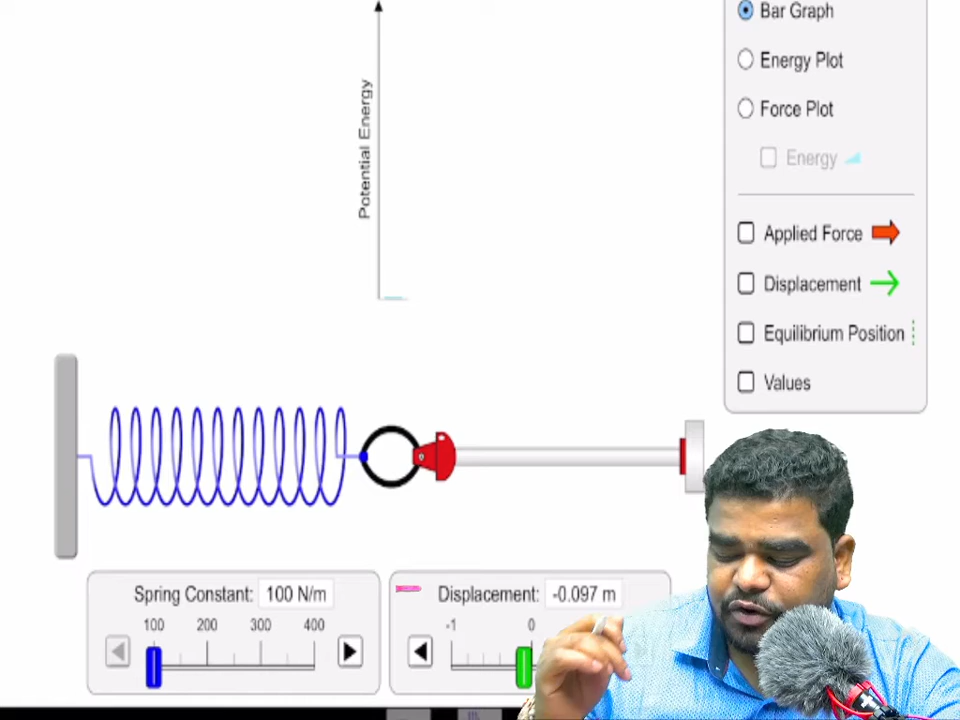 Bar Graph
Energy Plot
Force Plot
Energy
Applied Force
Displacement
Equilibrium Position
Values
Potential Energy
Spring Constant: 100 N/m
100 200 300 400
Displacement: -0.097 m
-1 0